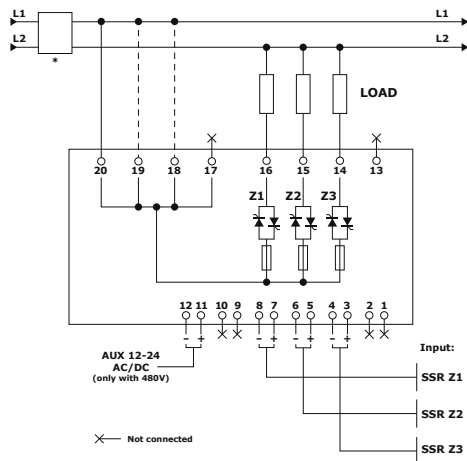 L1 L1
L2 L2
*
LOAD
20 19 18 17 16 15 14 13
Z1 Z2 Z3
12 11 10 9 8 7 6 5 4 3 2 1
- + - + - + - +
AUX 12-24
AC/DC
(only with 480V)
Input:
SSR Z1
SSR Z2
SSR Z3
Not connected